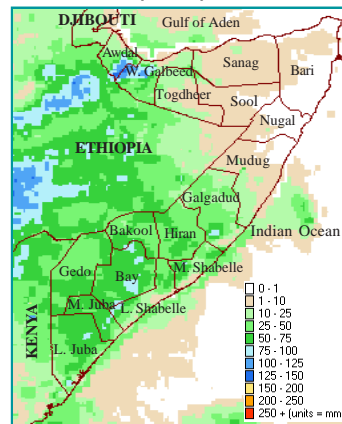 DJIBOUTI
Gulf of Aden
Awdal
W. Galbeed
Sanag
Bari
Togdheer
Sool
Nugal
ETHIOPIA
Mudug
Galgadud
Bakool
Hiran
Indian Ocean
Gedo
Bay
M. Shabelle
M. Juba
L. Shabelle
KENYA
L. Juba
0 - 1
1 - 10
10 - 25
25 - 50
50 - 75
75 - 100
100 - 125
125 - 150
150 - 200
200 - 250
250 + (units = mm